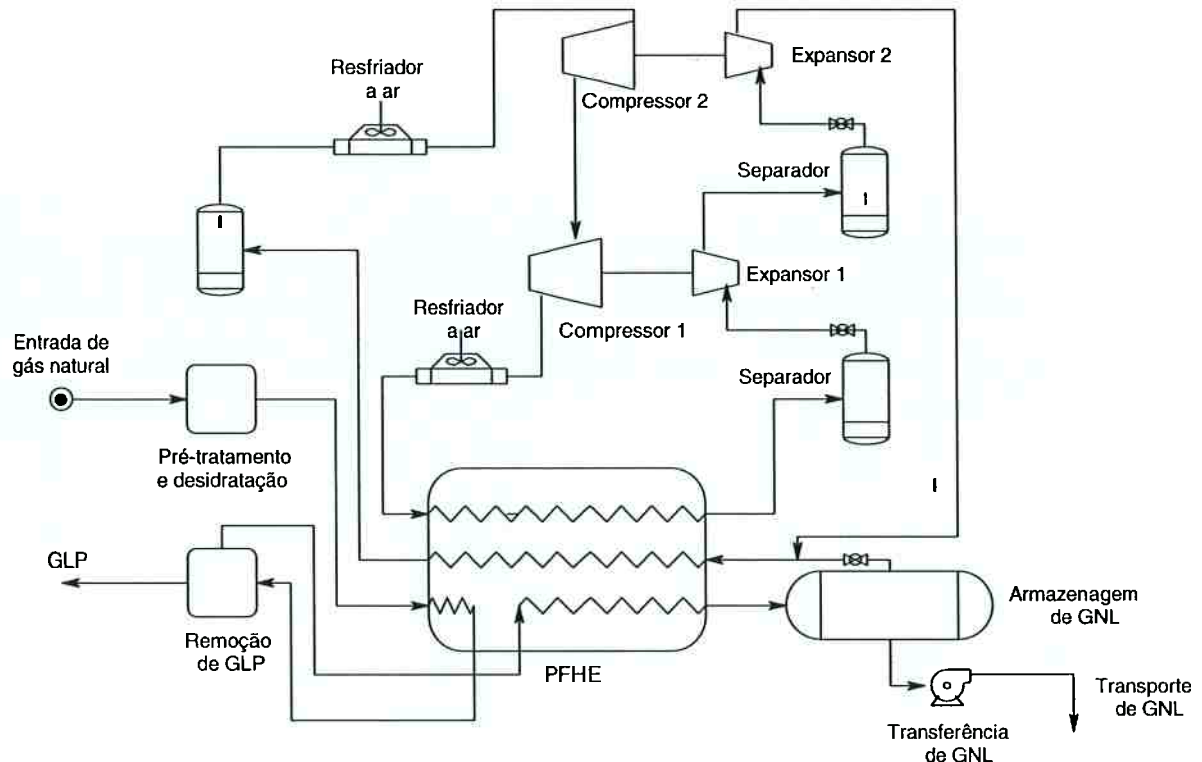 Resfriador
a ar
Compressor 2
Expansor 2
Separador
Resfriador
a ar
Compressor 1
Expansor 1
Entrada de
gás natural
Separador
Pré-tratamento
e desidratação
GLP
Remoção
de GLP
PFHE
Armazenagem
de GNL
Transferência
de GNL
Transporte
de GNL